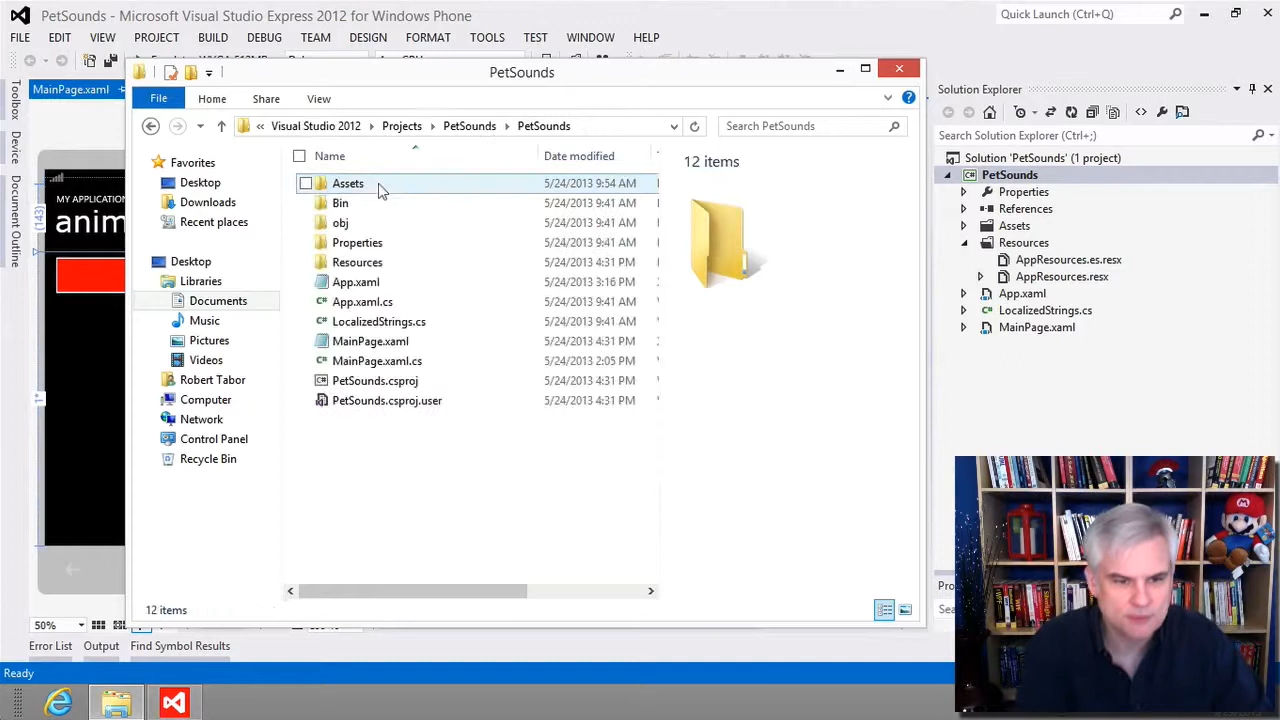 PetSounds - Microsoft Visual Studio Express 2012 for Windows Phone
Quick Launch (Ctrl+Q)
FILE EDIT VIEW PROJECT BUILD DEBUG TEAM DESIGN FORMAT TOOLS TEST WINDOW HELP
MainPage.xaml
Toolbox
Device
Document Outline
MY APPLICATION
anim
(143)
1*
50%
PetSounds
File Home Share View
« Visual Studio 2012 Projects PetSounds PetSounds
Search PetSounds
Favorites
Desktop
Downloads
Recent places
Desktop
Libraries
Documents
Music
Pictures
Videos
Robert Tabor
Computer
Network
Control Panel
Recycle Bin
Name Date modified
Assets 5/24/2013 9:54 AM
Bin 5/24/2013 9:41 AM
obj 5/24/2013 9:41 AM
Properties 5/24/2013 9:41 AM
Resources 5/24/2013 4:31 PM
App.xaml 5/24/2013 3:16 PM
App.xaml.cs 5/24/2013 9:41 AM
LocalizedStrings.cs 5/24/2013 9:41 AM
MainPage.xaml 5/24/2013 4:31 PM
MainPage.xaml.cs 5/24/2013 2:05 PM
PetSounds.csproj 5/24/2013 4:31 PM
PetSounds.csproj.user 5/24/2013 4:31 PM
12 items
12 items
Solution Explorer
Search Solution Explorer (Ctrl+;)
Solution 'PetSounds' (1 project)
PetSounds
Properties
References
Assets
Resources
AppResources.es.resx
AppResources.resx
App.xaml
LocalizedStrings.cs
MainPage.xaml
Error List Output Find Symbol Results
Ready